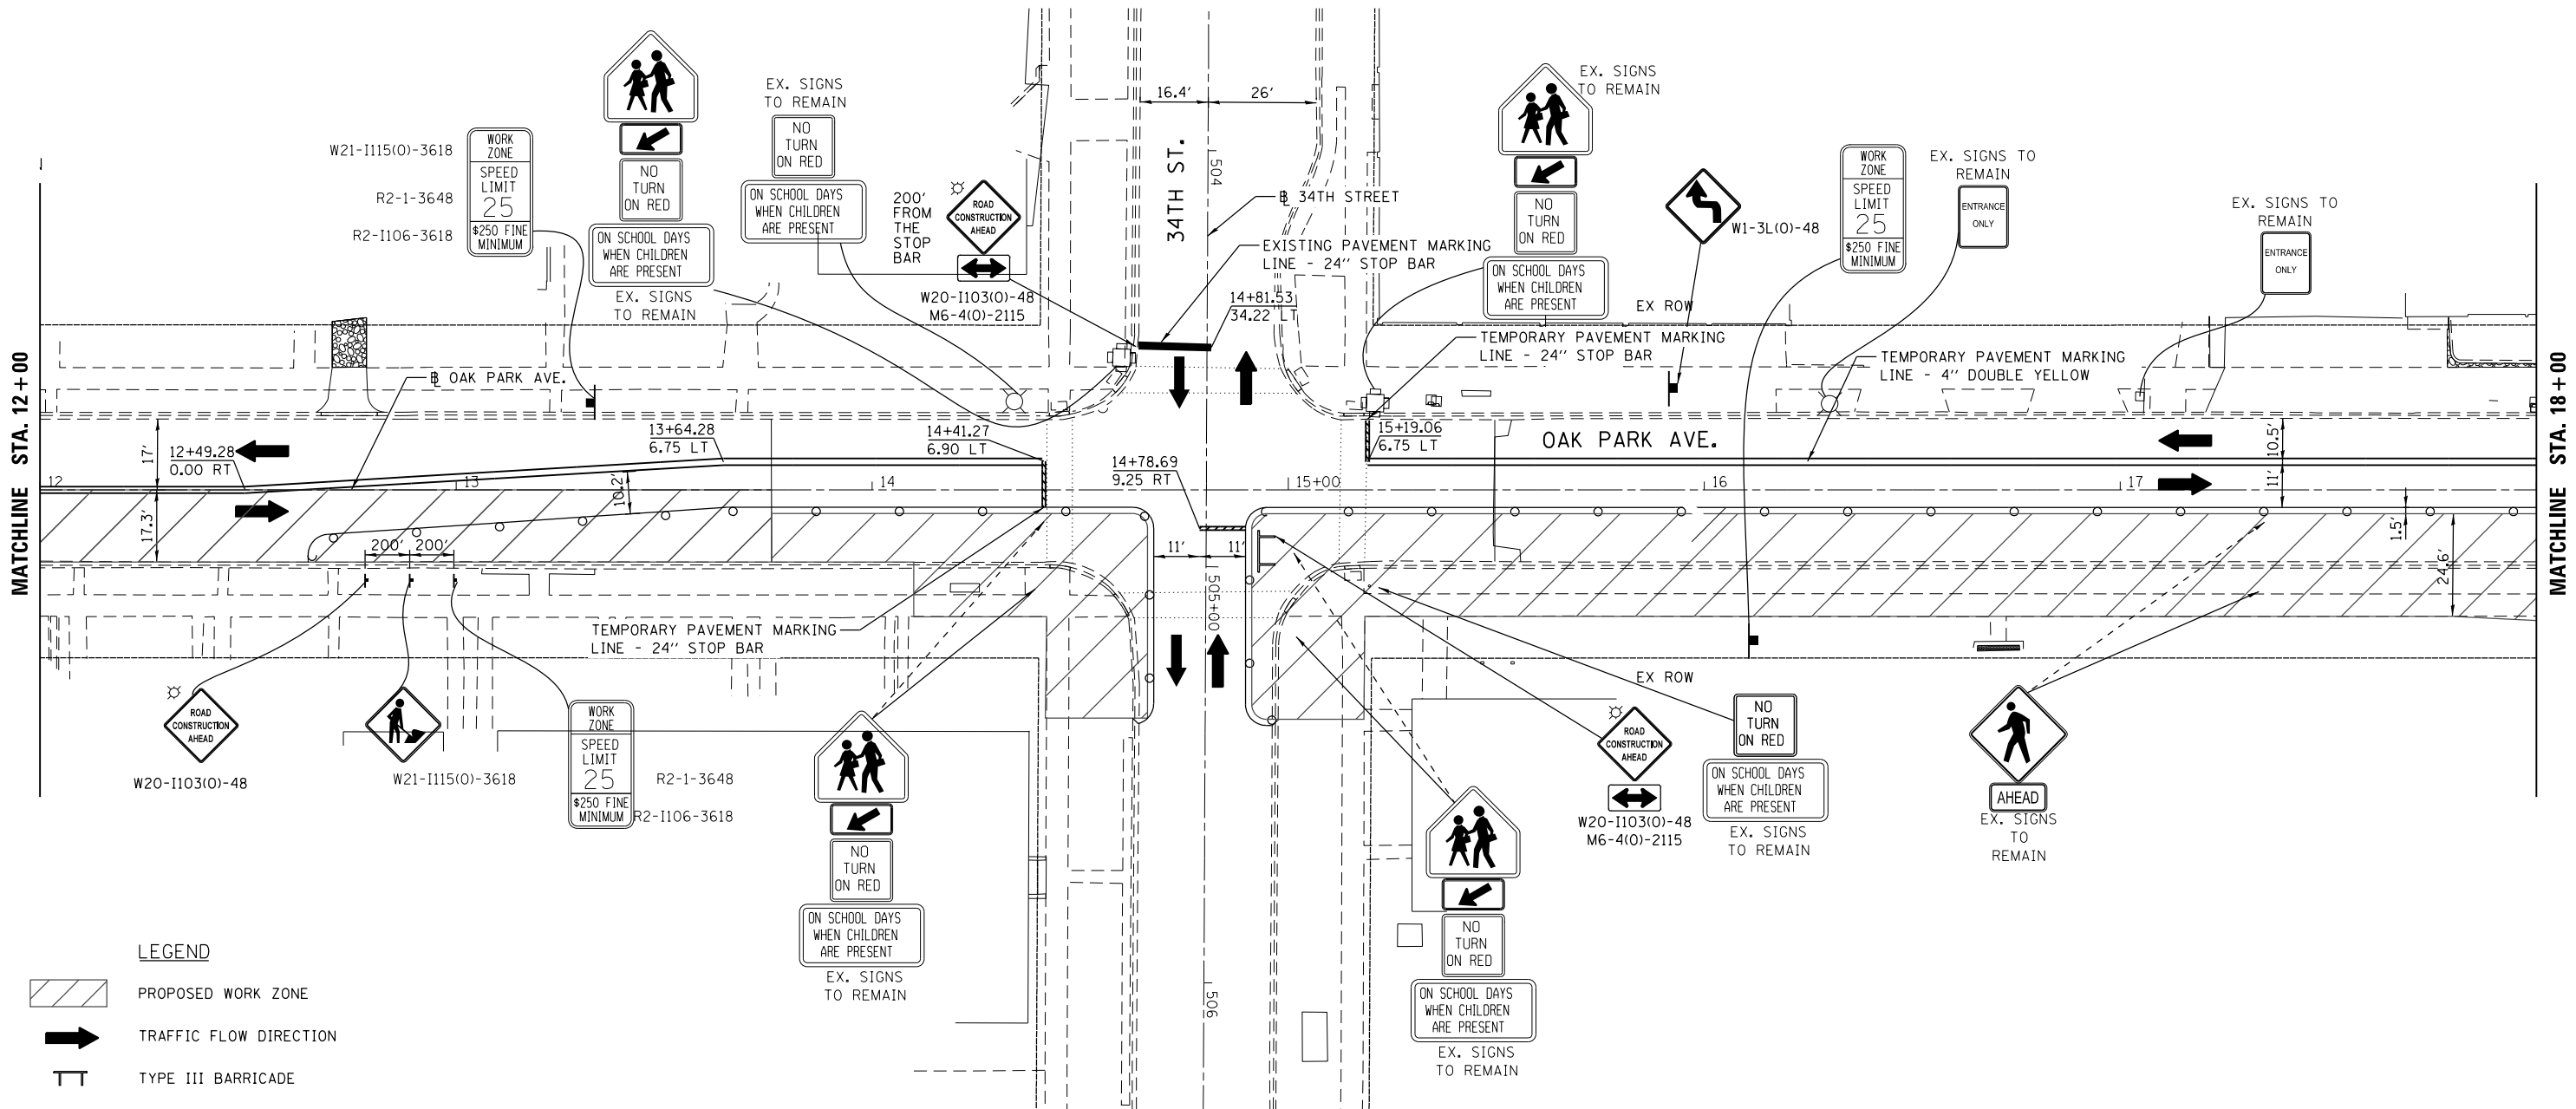 MATCHLINE STA. 12+00
W21-I115(O)-3618
R2-1-3648
R2-I106-3618
WORK
ZONE
SPEED
LIMIT
25
$250 FINE
MINIMUM
NO
TURN
ON RED
ON SCHOOL DAYS
WHEN CHILDREN
ARE PRESENT
EX. SIGNS
TO REMAIN
EX. SIGNS
TO REMAIN
NO
TURN
ON RED
ON SCHOOL DAYS
WHEN CHILDREN
ARE PRESENT
200'
FROM
THE
STOP
BAR
ROAD
CONSTRUCTION
AHEAD
W20-I103(O)-48
M6-4(O)-2115
16.4'
26'
34TH ST.
504
℄ 34TH STREET
EXISTING PAVEMENT MARKING
LINE - 24" STOP BAR
14+81.53
34.22 LT
EX. SIGNS
TO REMAIN
NO
TURN
ON RED
ON SCHOOL DAYS
WHEN CHILDREN
ARE PRESENT
EX ROW
TEMPORARY PAVEMENT MARKING
LINE - 24" STOP BAR
W1-3L(O)-48
WORK
ZONE
SPEED
LIMIT
25
$250 FINE
MINIMUM
EX. SIGNS TO
REMAIN
ENTRANCE
ONLY
EX. SIGNS TO
REMAIN
ENTRANCE
ONLY
TEMPORARY PAVEMENT MARKING
LINE - 4" DOUBLE YELLOW
MATCHLINE STA. 18+00
℄ OAK PARK AVE.
17'
12+49.28
0.00 RT
13+64.28
6.75 LT
14+41.27
6.90 LT
14+78.69
9.25 RT
15+19.06
6.75 LT
OAK PARK AVE.
10.5'
12
13
14
15+00
16
17
11'
10.2'
17.3'
1.5'
24.6'
200'
200'
11'
11'
505+00
TEMPORARY PAVEMENT MARKING
LINE - 24" STOP BAR
ROAD
CONSTRUCTION
AHEAD
W20-I103(O)-48
W21-I115(O)-3618
WORK
ZONE
SPEED
LIMIT
25
$250 FINE
MINIMUM
R2-1-3648
R2-I106-3618
NO
TURN
ON RED
ON SCHOOL DAYS
WHEN CHILDREN
ARE PRESENT
EX. SIGNS
TO REMAIN
506
EX ROW
NO
TURN
ON RED
ON SCHOOL DAYS
WHEN CHILDREN
ARE PRESENT
EX. SIGNS
TO REMAIN
ROAD
CONSTRUCTION
AHEAD
W20-I103(O)-48
M6-4(O)-2115
NO
TURN
ON RED
ON SCHOOL DAYS
WHEN CHILDREN
ARE PRESENT
EX. SIGNS
TO REMAIN
AHEAD
EX. SIGNS
TO
REMAIN
LEGEND
PROPOSED WORK ZONE
TRAFFIC FLOW DIRECTION
TYPE III BARRICADE